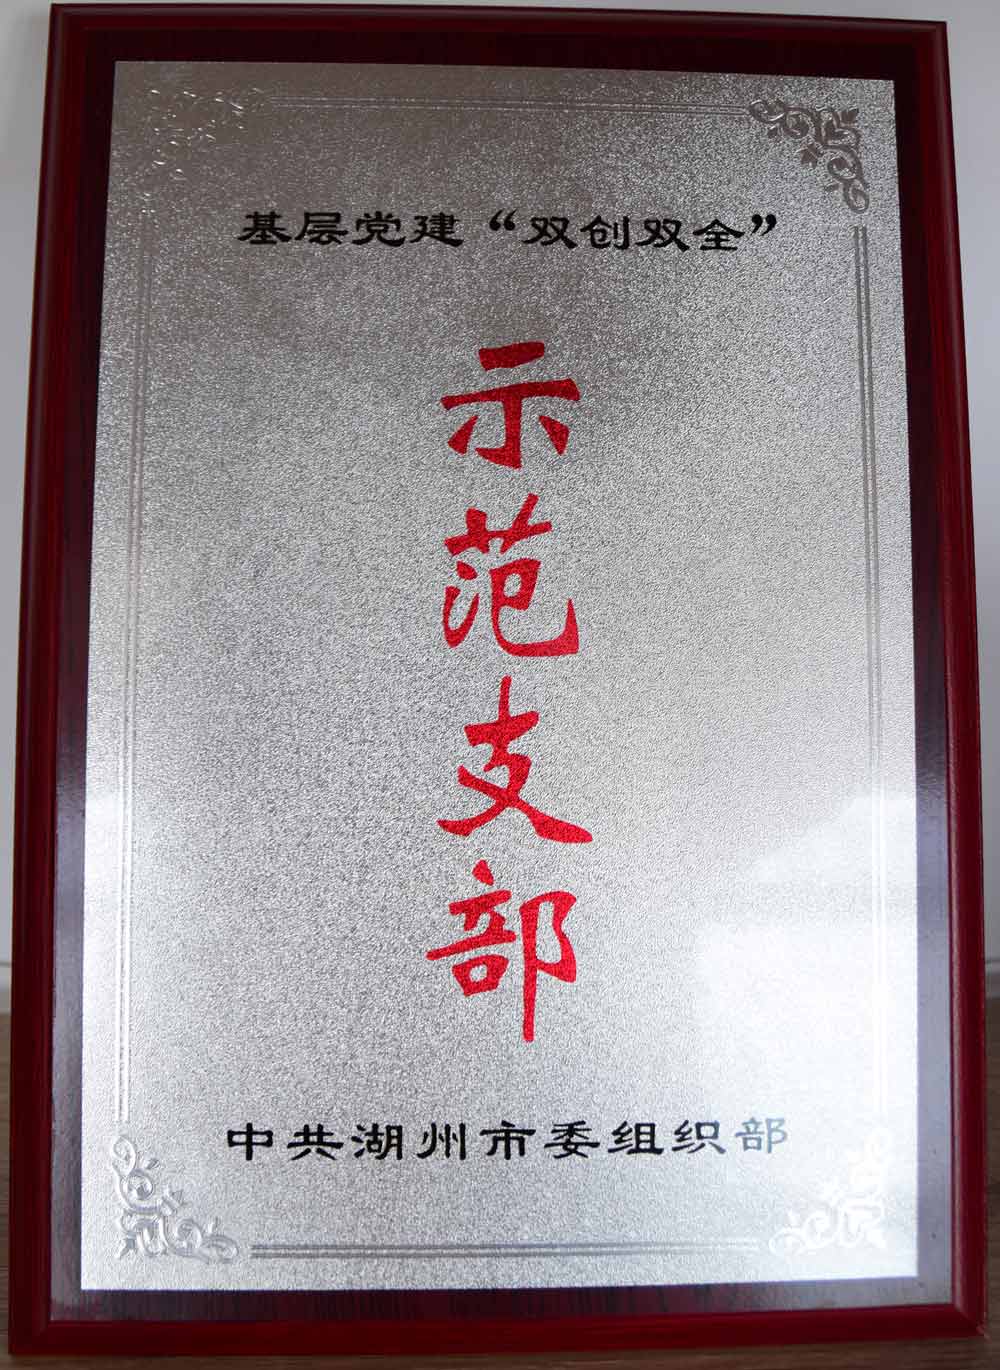 基层党建“双创双全”
示范支部
中共湖州市委组织部